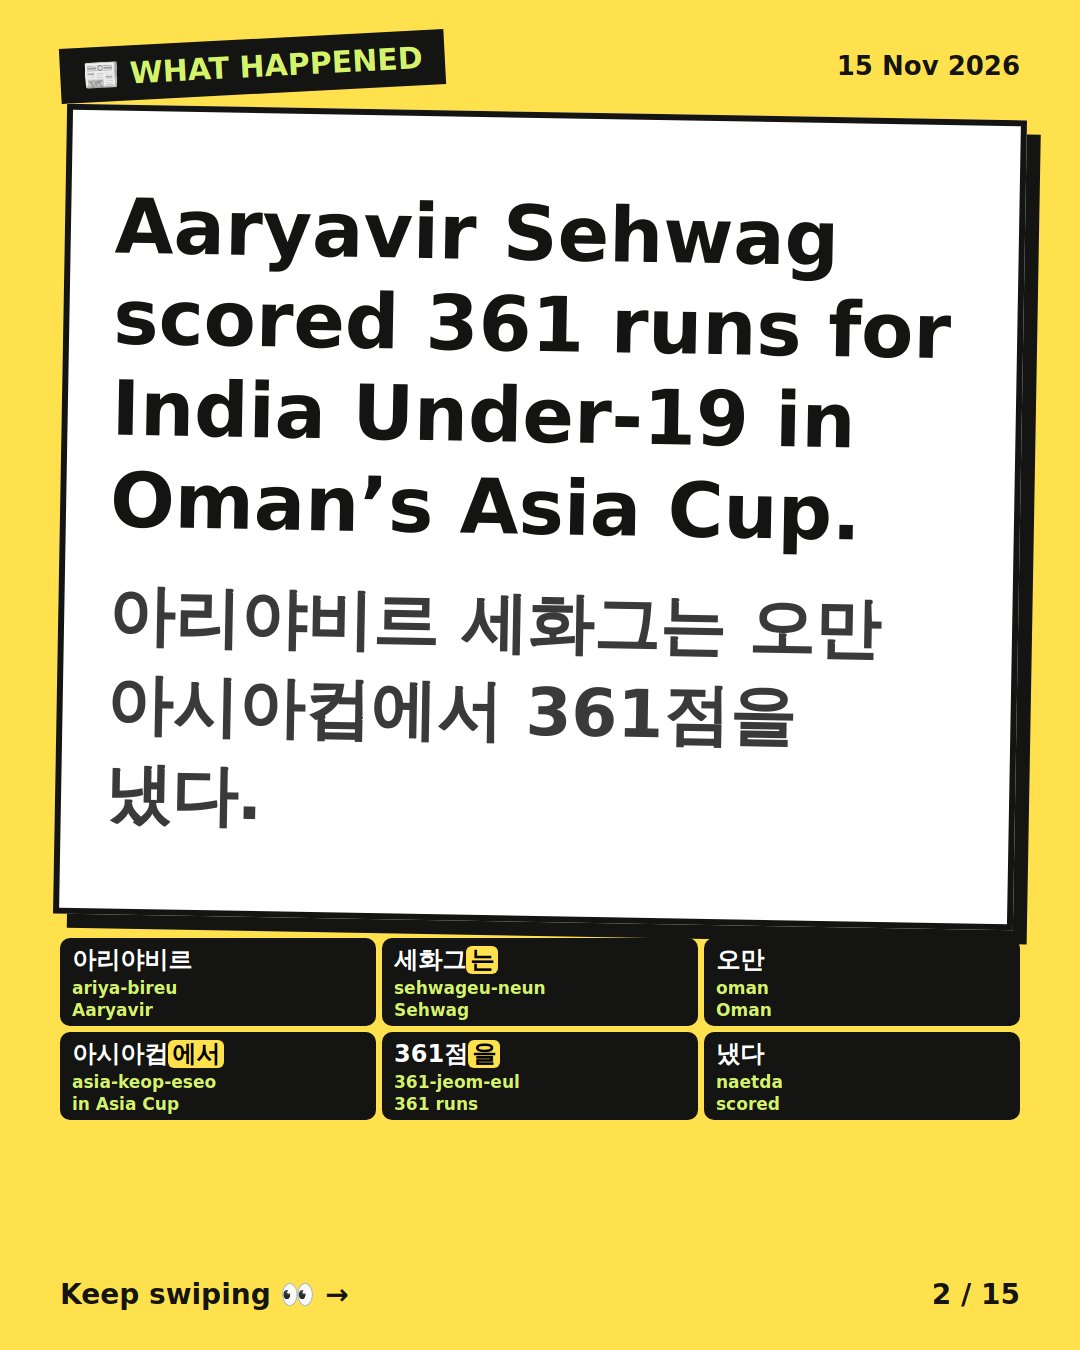 📰 WHAT HAPPENED
15 Nov 2026
Aaryavir Sehwag
scored 361 runs for
India Under-19 in
Oman’s Asia Cup.
아리야비르 세화그는 오만
아시아컵에서 361점을
냈다.
아리야비르
ariya-bireu
Aaryavir
세화그는
sehwageu-neun
Sehwag
오만
oman
Oman
아시아컵에서
asia-keop-eseo
in Asia Cup
361점을
361-jeom-eul
361 runs
냈다
naetda
scored
Keep swiping 👀 →
2 / 15